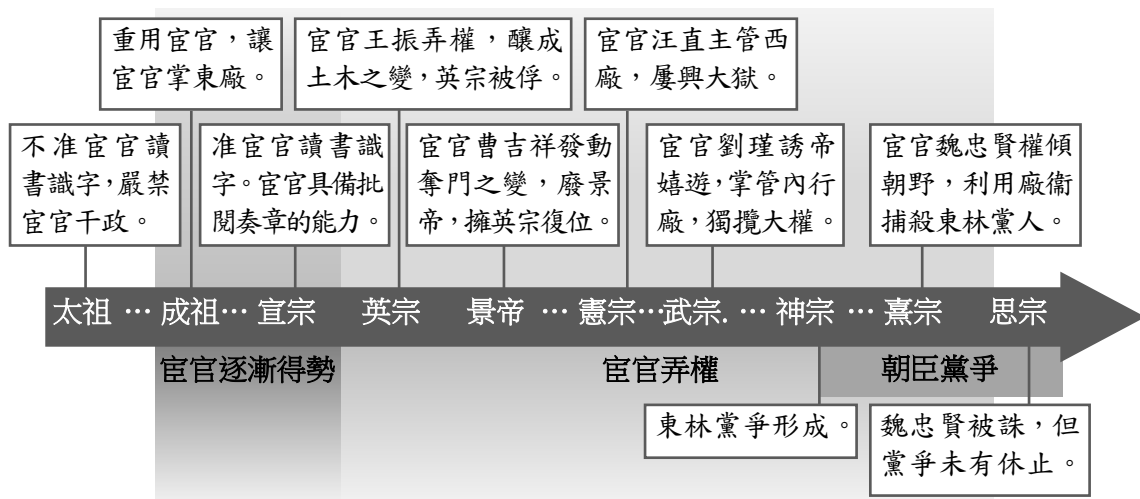 重用宦官，讓
宦官掌東廠。
宦官王振弄權，釀成
土木之變，英宗被俘。
宦官汪直主管西
廠，屢興大獄。
不准宦官讀
書識字，嚴禁
宦官干政。
准宦官讀書識
字。宦官具備批
閱奏章的能力。
宦官曹吉祥發動
奪門之變，廢景
帝，擁英宗復位。
宦官劉瑾誘帝
嬉遊，掌管內行
廠，獨攬大權。
宦官魏忠賢權傾
朝野，利用廠衞
捕殺東林黨人。
太祖 … 成祖… 宣宗 英宗 景帝 … 憲宗…武宗. … 神宗 … 熹宗 思宗
宦官逐漸得勢 宦官弄權 朝臣黨爭
東林黨爭形成。
魏忠賢被誅，但
黨爭未有休止。